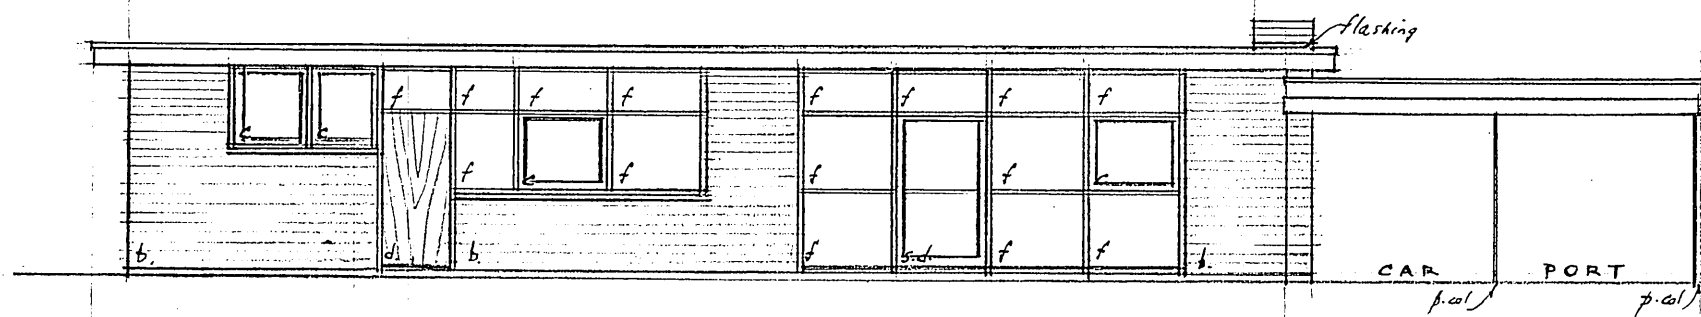 flashing
f f f f f f f f
c c
f c f f f c
b. d. b. f s.d. f f b.
CAR PORT
p.col p.col